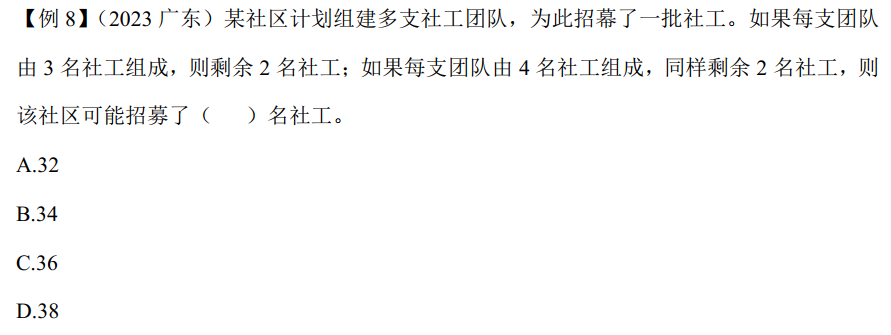 【例 8】（2023 广东）某社区计划组建多支社工团队，为此招幕了一批社工。如果每支团队
由 3 名社工组成，则剩余 2 名社工；如果每支团队由 4 名社工组成，同样剩余 2 名社工，则
该社区可能招募了（ ）名社工。
A.32
B.34
C.36
D.38